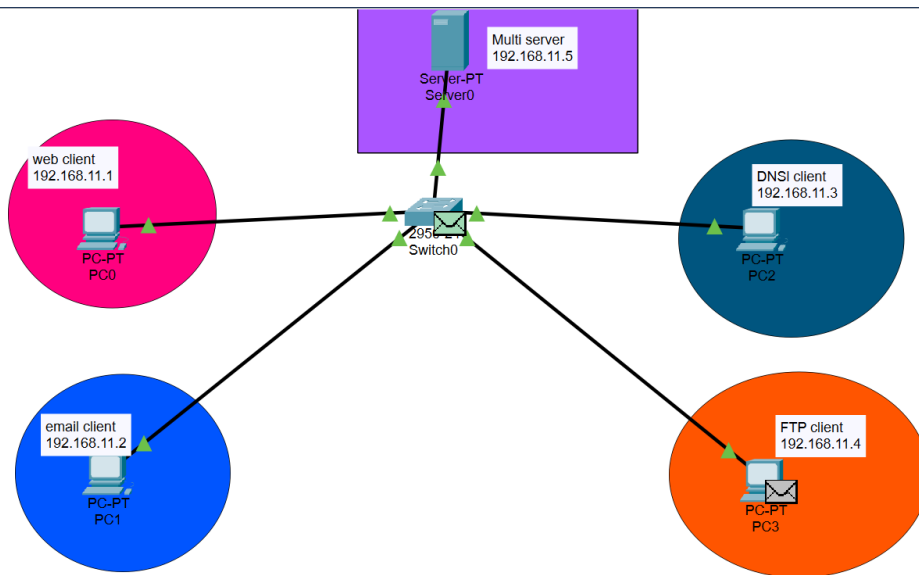 Multi server
192.168.11.5
Server-PT
Server0
web client
192.168.11.1
PC-PT
PC0
DNSI client
192.168.11.3
PC-PT
PC2
Switch0
email client
192.168.11.2
PC-PT
PC1
FTP client
192.168.11.4
PC-PT
PC3